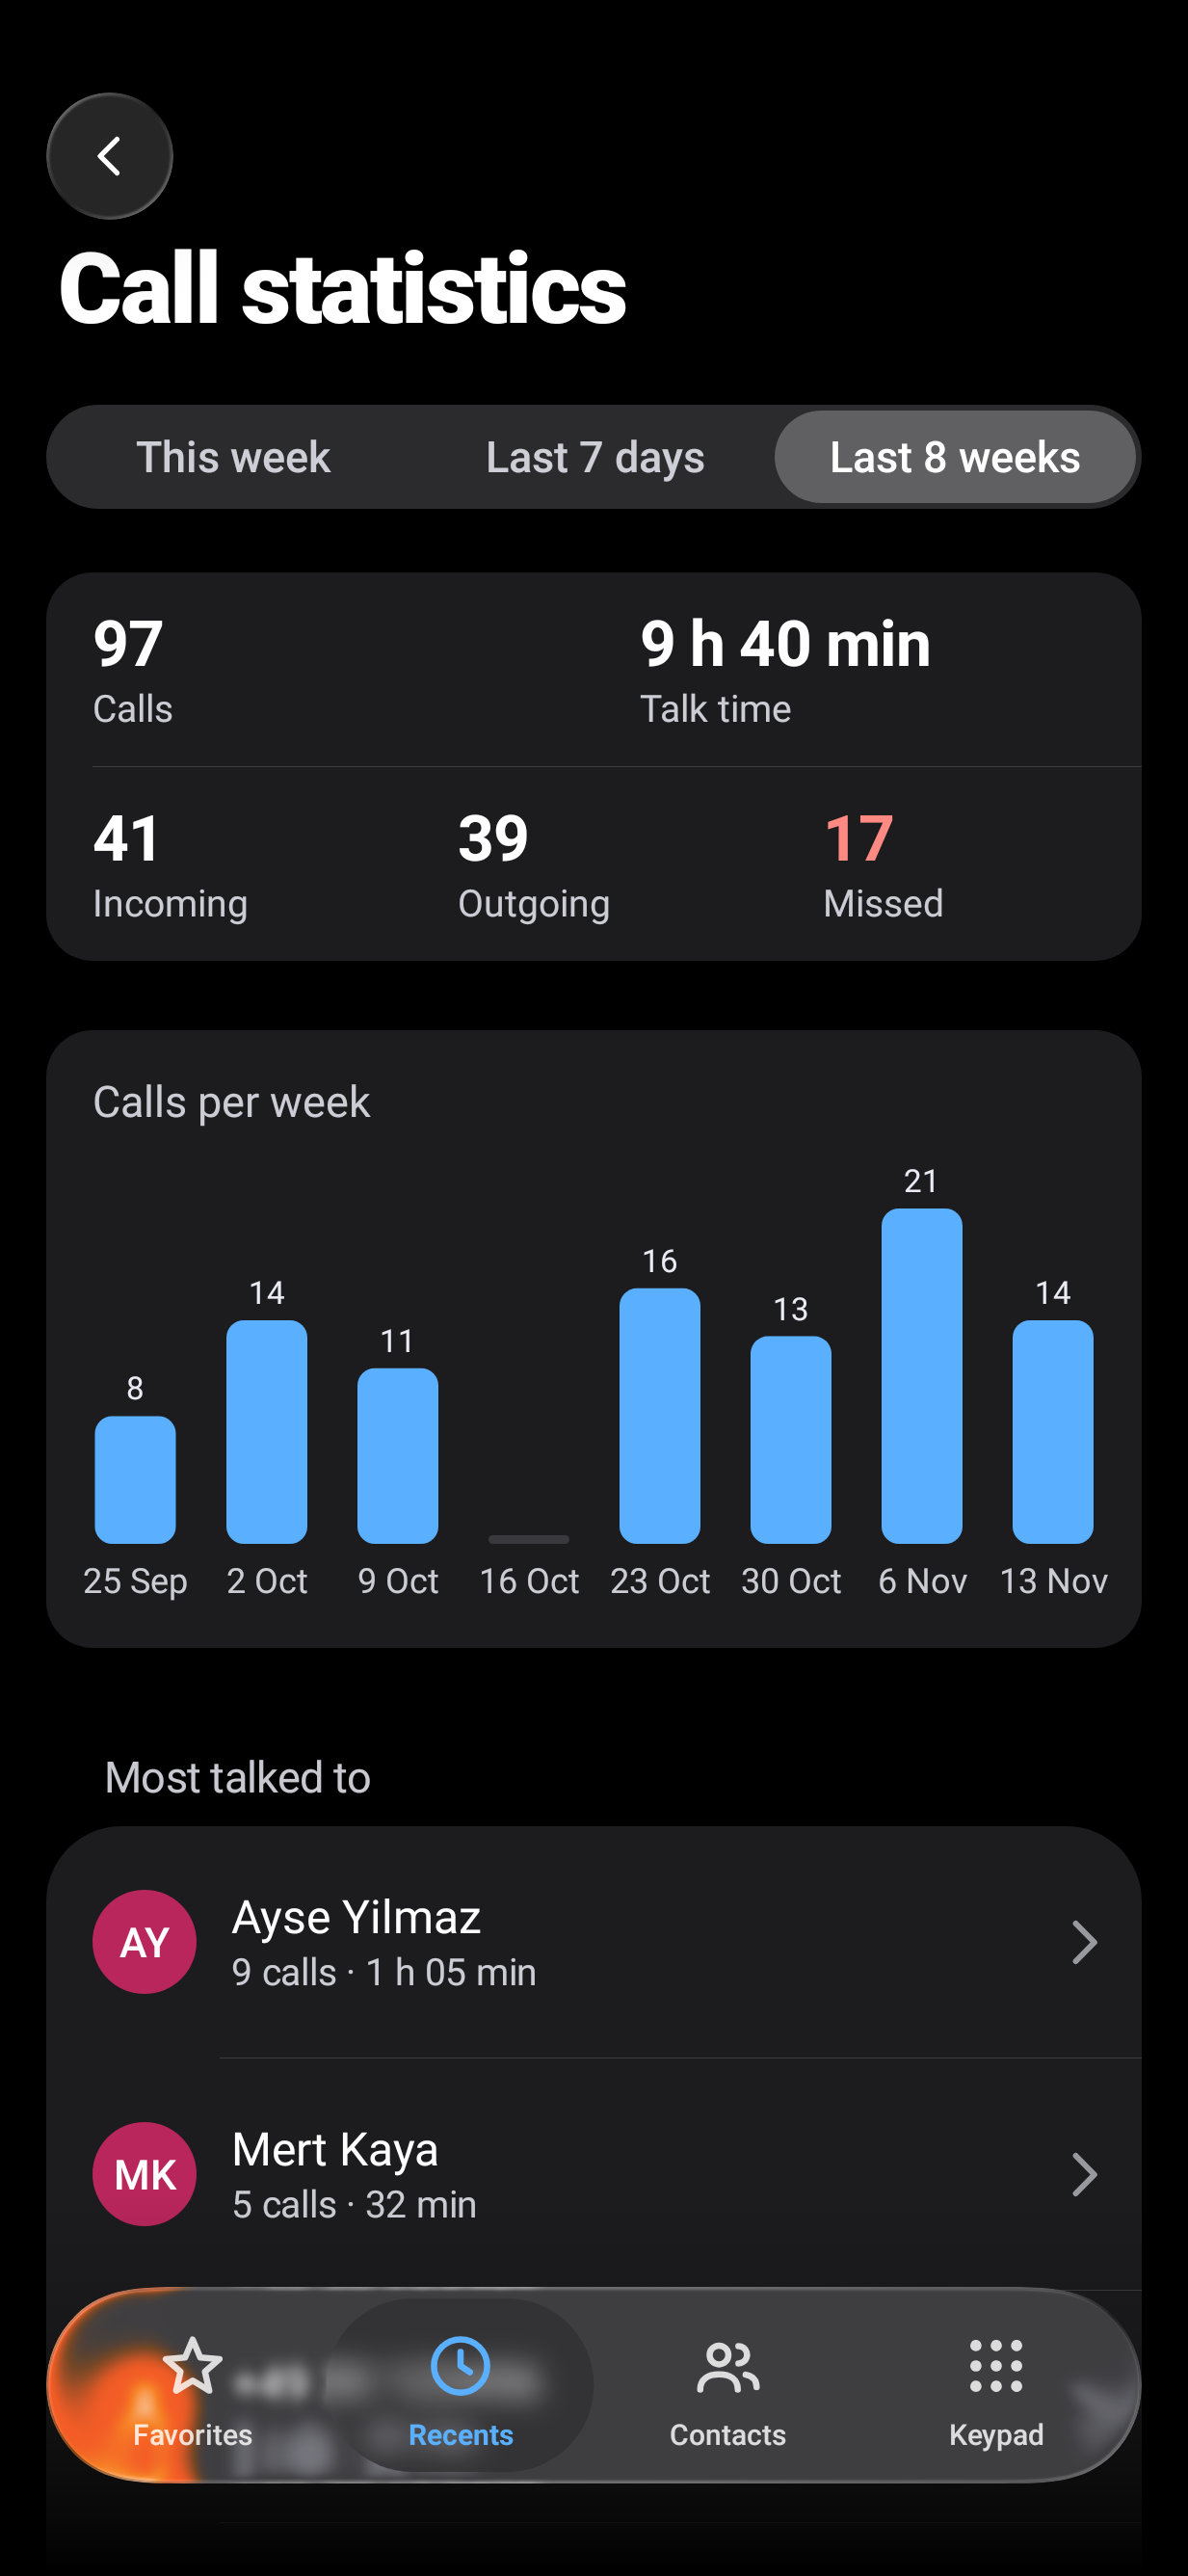 Call statistics
This week
Last 7 days
Last 8 weeks
97
Calls
9 h 40 min
Talk time
41
Incoming
39
Outgoing
17
Missed
Calls per week
8
14
11
16
13
21
14
25 Sep
2 Oct
9 Oct
16 Oct
23 Oct
30 Oct
6 Nov
13 Nov
Most talked to
AY
Ayse Yilmaz
9 calls · 1 h 05 min
MK
Mert Kaya
5 calls · 32 min
Favorites
Recents
Contacts
Keypad